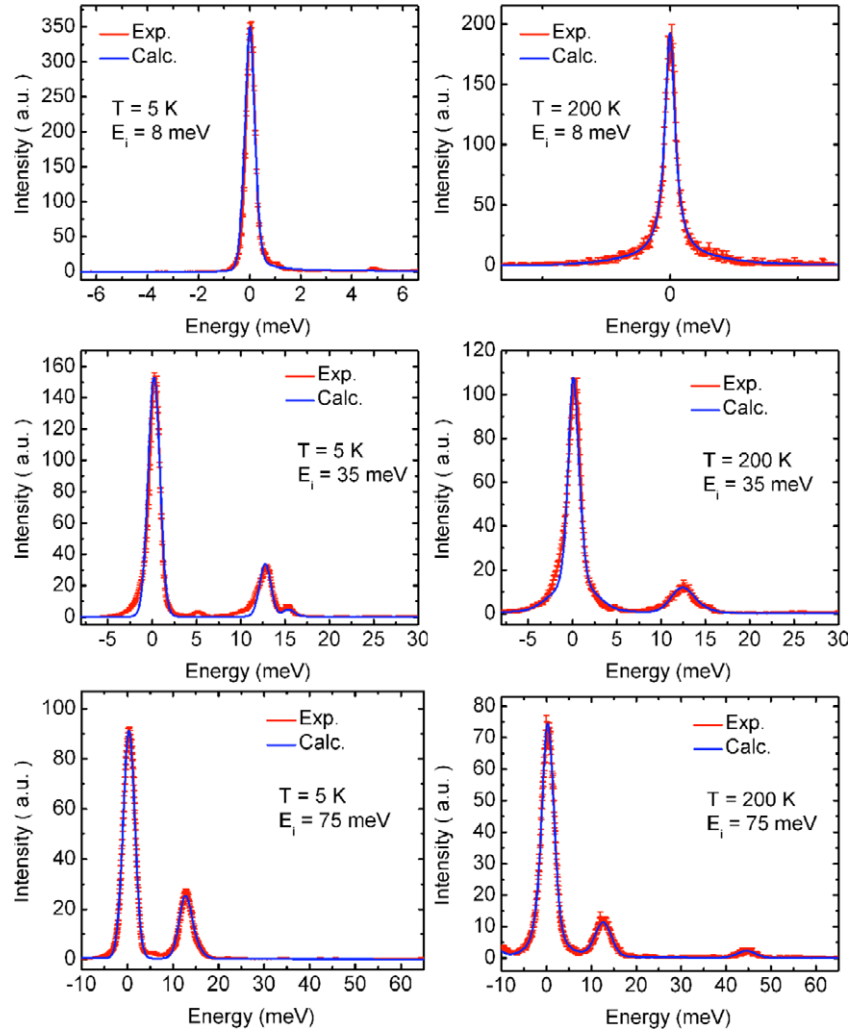 350
300
250
200
150
100
50
0
Intensity ( a.u. )
Exp.
Calc.
T = 5 K
E_i = 8 meV
-6 -4 -2 0 2 4 6
Energy (meV)
200
150
100
50
0
Intensity ( a.u. )
Exp.
Calc.
T = 200 K
E_i = 8 meV
0
Energy (meV)
160
140
120
100
80
60
40
20
0
Intensity ( a.u. )
Exp.
Calc.
T = 5 K
E_i = 35 meV
-5 0 5 10 15 20 25 30
Energy (meV)
120
100
80
60
40
20
0
Intensity ( a.u. )
Exp.
Calc.
T = 200 K
E_i = 35 meV
-5 0 5 10 15 20 25 30
Energy (meV)
100
80
60
40
20
0
Intensity ( a.u. )
Exp.
Calc.
T = 5 K
E_i = 75 meV
-10 0 10 20 30 40 50 60
Energy (meV)
80
70
60
50
40
30
20
10
0
Intensity ( a.u. )
Exp.
Calc.
T = 200 K
E_i = 75 meV
-10 0 10 20 30 40 50 60
Energy (meV)